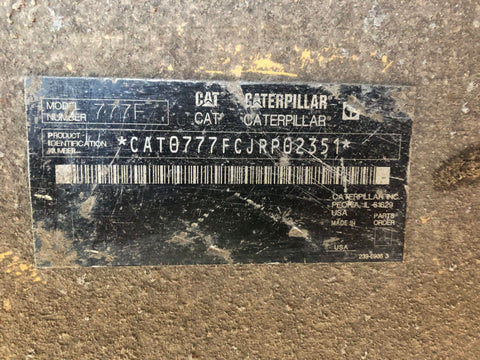 MODEL NUMBER 777F CAT CATERPILLAR
CAT CATERPILLAR
PRODUCT IDENTIFICATION NUMBER *CAT0777FCJRP02351*
CATERPILLAR INC.
PEORIA, IL 61629
USA PARTS
MADE IN ORDER
USA